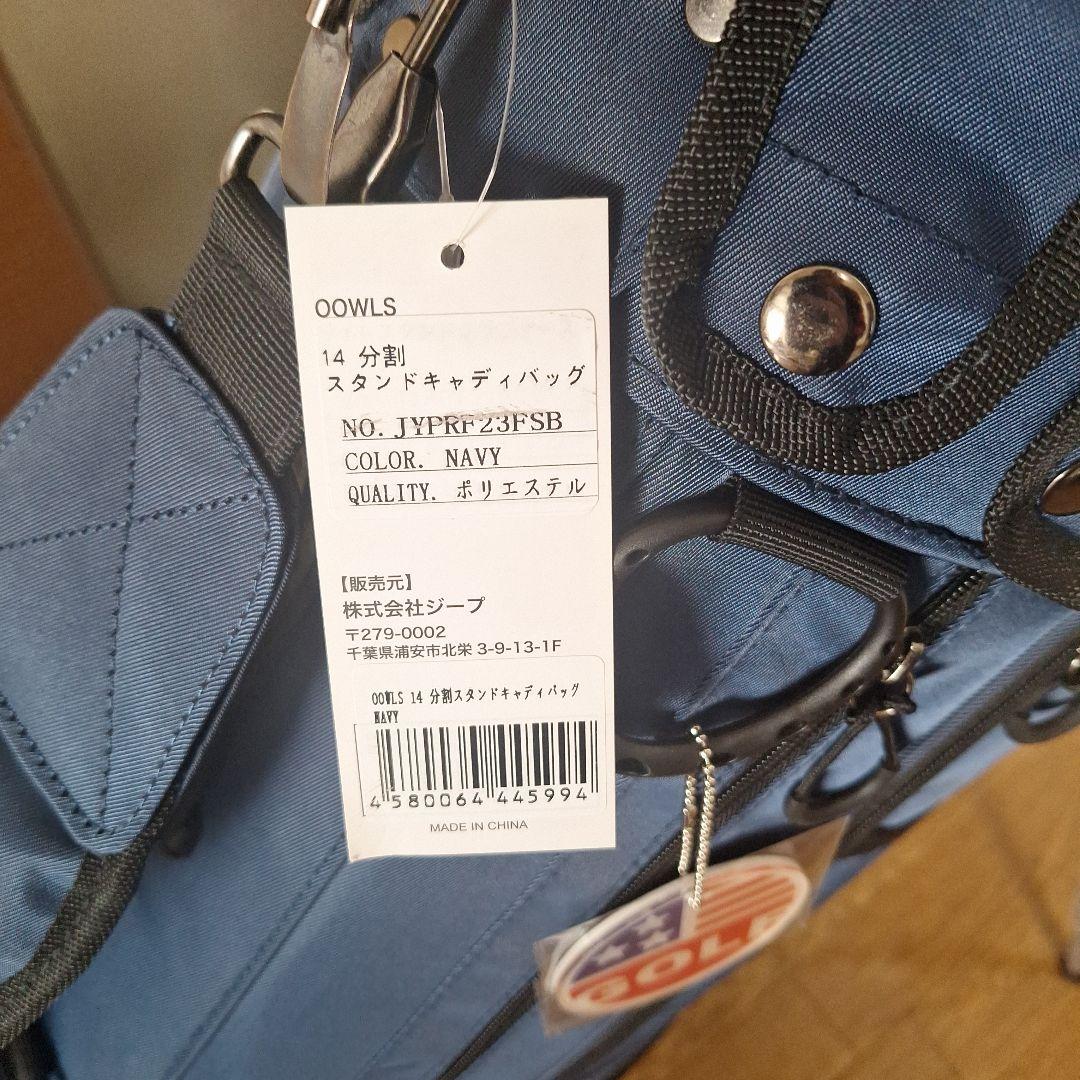 OOWLS
14 分割
スタンドキャディバッグ
NO. JYPRF23FSB
COLOR. NAVY
QUALITY. ポリエステル
【販売元】
株式会社ジープ
〒279-0002
千葉県浦安市北栄 3-9-13-1F
OOWLS 14 分割スタンドキャディバッグ
NAVY
4 580064 445994
MADE IN CHINA
GOLF